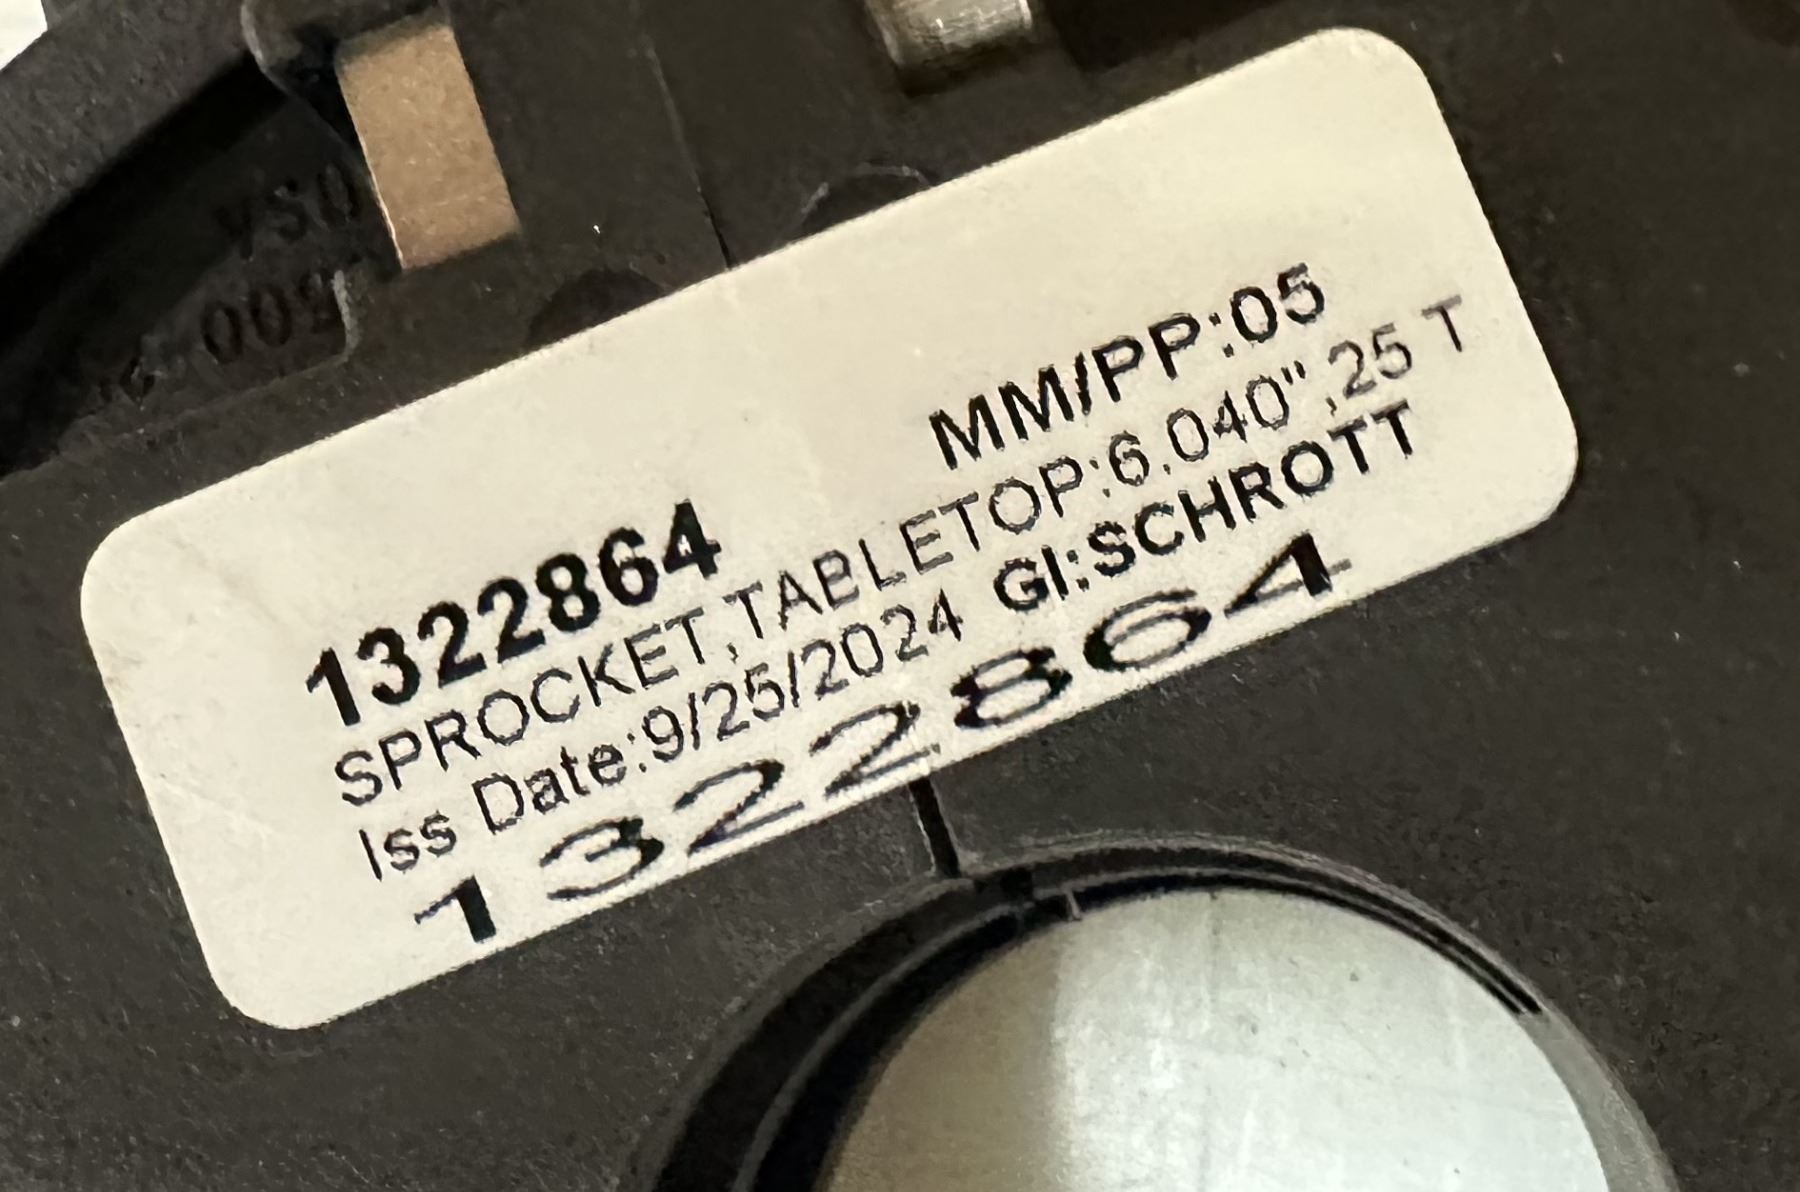 MM/PP:05
1322864
SPROCKET,TABLETOP:6.040",25 T
Iss Date:9/25/2024 GI:SCHROTT
1322864